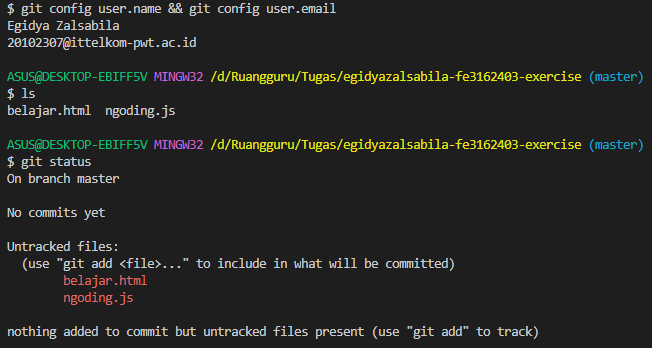 $ git config user.name && git config user.email
Egidya Zalsabila
20102307@ittelkom-pwt.ac.id
ASUS@DESKTOP-EBIFF5V MINGW32 /d/Ruangguru/Tugas/egidyazalsabila-fe3162403-exercise (master)
$ ls
belajar.html  ngoding.js
ASUS@DESKTOP-EBIFF5V MINGW32 /d/Ruangguru/Tugas/egidyazalsabila-fe3162403-exercise (master)
$ git status
On branch master
No commits yet
Untracked files:
  (use "git add <file>..." to include in what will be committed)
        belajar.html
        ngoding.js
nothing added to commit but untracked files present (use "git add" to track)